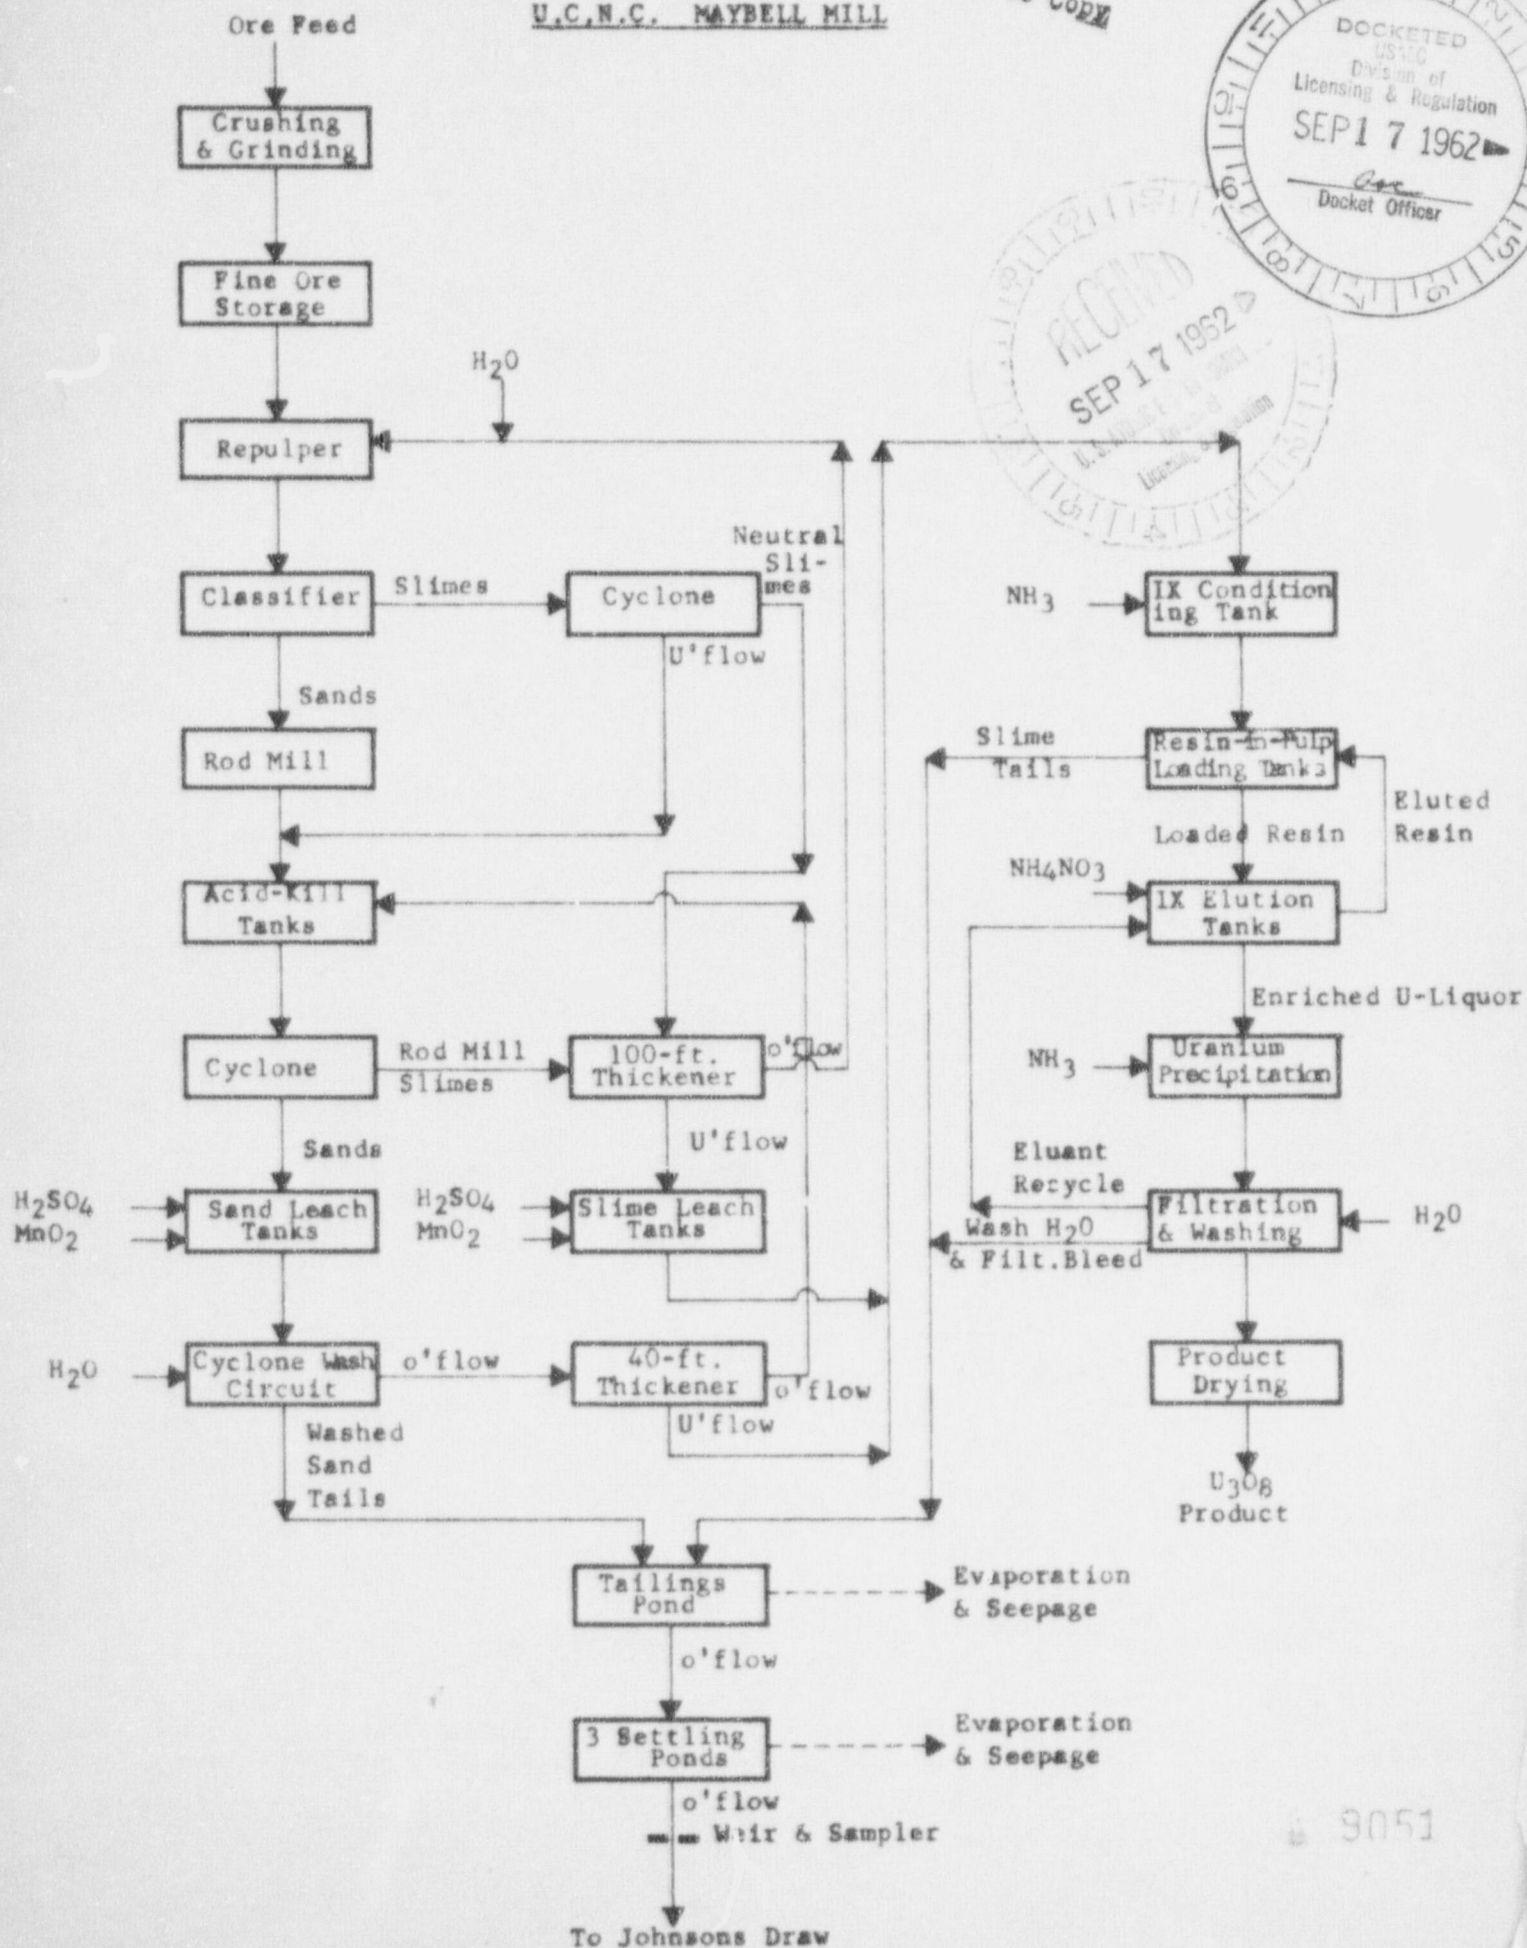 U.C.N.C. MAYBELL MILL
Copy
DOCKETED
USAEC
Division of
Licensing & Regulation
SEP 17 1962
Docket Officer
RECEIVED
SEP 17 1962
Ore Feed
Crushing
& Grinding
Fine Ore
Storage
H2O
Repulper
Neutral
Sli-
mes
Classifier
Slimes
Cyclone
U'flow
NH3
IX Condition
ing Tank
Sands
Rod Mill
Slime
Tails
Resin-in-Pulp
Loading Tanks
Eluted
Resin
Loaded Resin
Acid-Kill
Tanks
NH4NO3
IX Elution
Tanks
Enriched U-Liquor
Cyclone
Rod Mill
Slimes
100-ft.
Thickener
o'flow
NH3
Uranium
Precipitation
Sands
U'flow
Eluant
Recycle
H2SO4
MnO2
Sand Leach
Tanks
H2SO4
MnO2
Slime Leach
Tanks
Wash H2O
& Filt.Bleed
Filtration
& Washing
H2O
H2O
Cyclone Wash
Circuit
o'flow
40-ft.
Thickener
o'flow
U'flow
Product
Drying
Washed
Sand
Tails
U3O8
Product
Tailings
Pond
Evaporation
& Seepage
o'flow
3 Settling
Ponds
Evaporation
& Seepage
o'flow
Weir & Sampler
9051
To Johnsons Draw